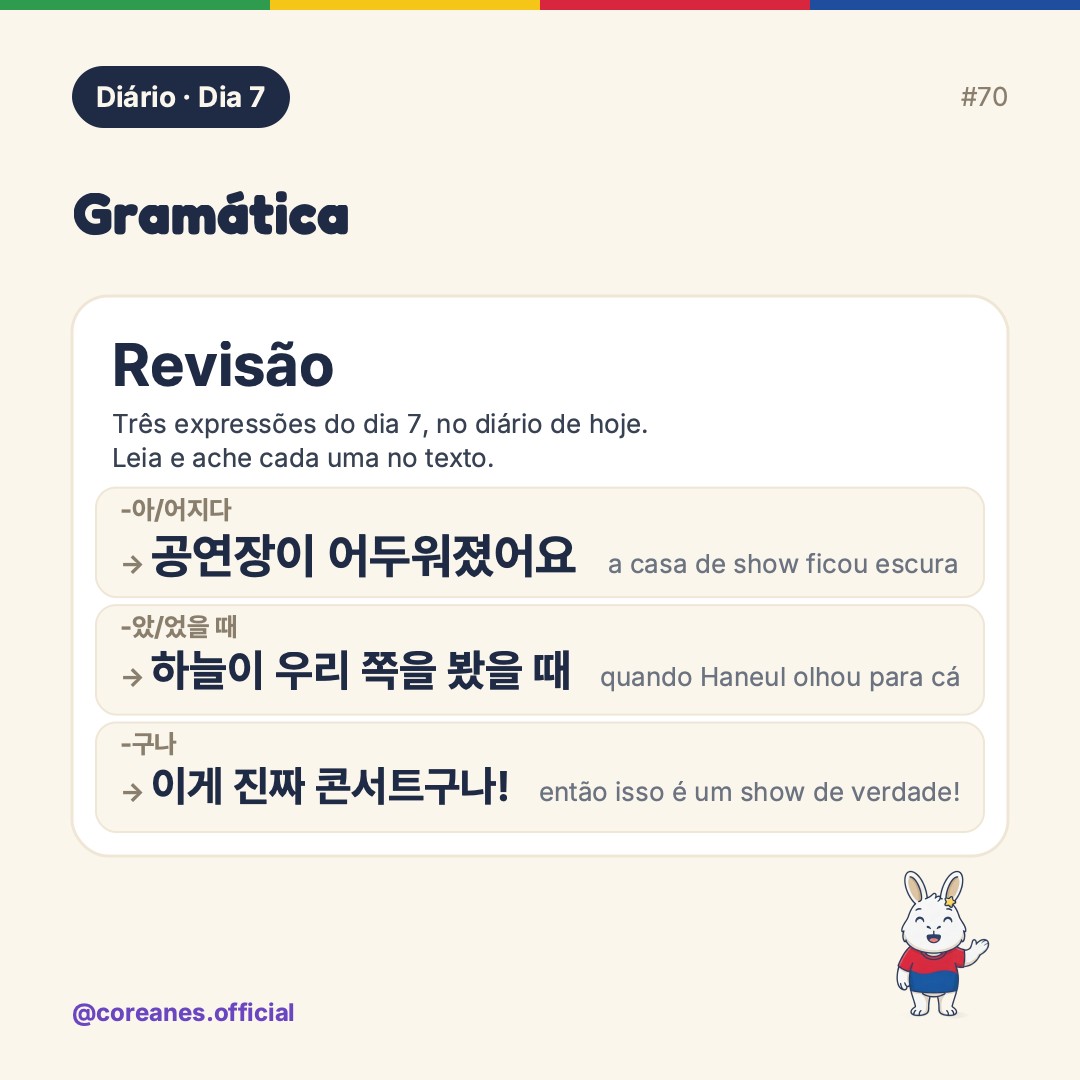 Diário · Dia 7
#70
Gramática
Revisão
Três expressões do dia 7, no diário de hoje.
Leia e ache cada uma no texto.
-아/어지다
→ 공연장이 어두워졌어요 a casa de show ficou escura
-았/었을 때
→ 하늘이 우리 쪽을 봤을 때 quando Haneul olhou para cá
-구나
→ 이게 진짜 콘서트구나! então isso é um show de verdade!
@coreanes.official